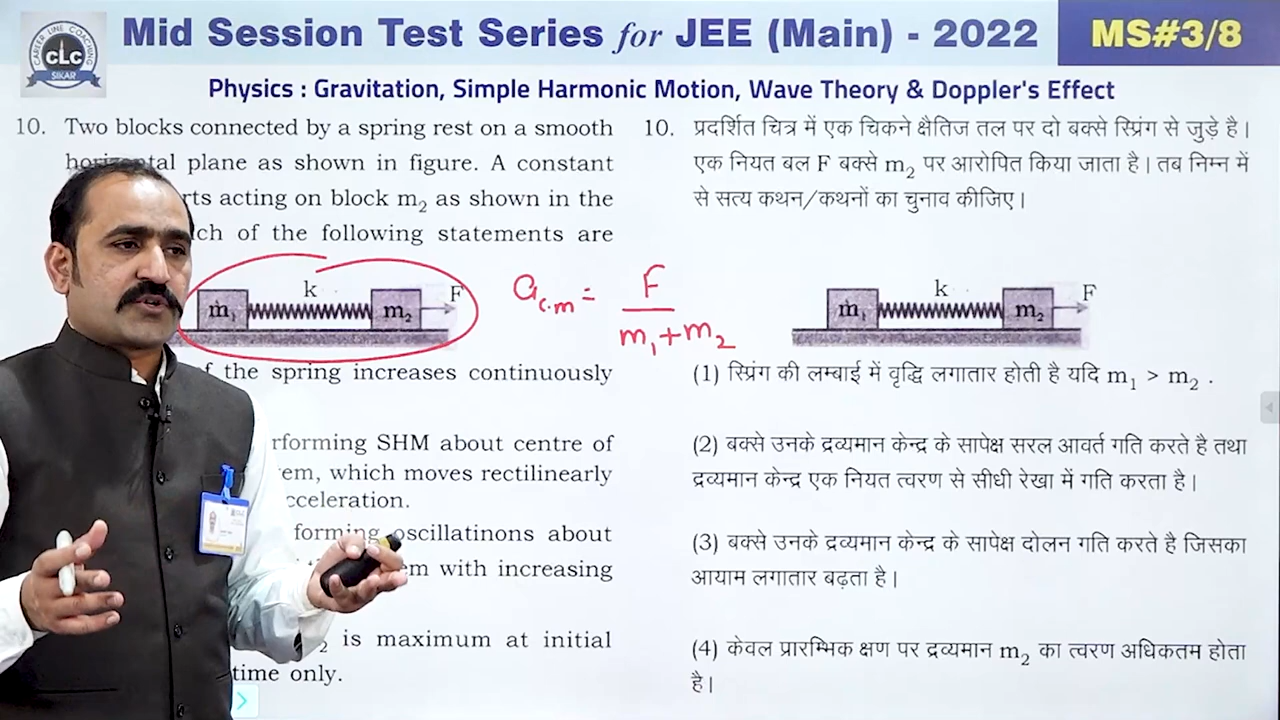 Mid Session Test Series for JEE (Main) - 2022
MS#3/8
CAREER LINE COACHING
CLC
SIKAR
Physics : Gravitation, Simple Harmonic Motion, Wave Theory & Doppler's Effect
10. Two blocks connected by a spring rest on a smooth
plane as shown in figure. A constant
acting on block m₂ as shown in the
of the following statements are
k
F
m₁
m₂
a c.m = F / m₁+m₂
the spring increases continuously
SHM about centre of
which moves rectilinearly
oscillatinons about
with increasing
is maximum at initial
time only.
10. प्रदर्शित चित्र में एक चिकने क्षैतिज तल पर दो बक्से स्प्रिंग से जुड़े है।
एक नियत बल F बक्से m₂ पर आरोपित किया जाता है। तब निम्न में
से सत्य कथन/कथनों का चुनाव कीजिए।
k
F
m₁
m₂
(1) स्प्रिंग की लम्बाई में वृद्धि लगातार होती है यदि m₁ > m₂ .
(2) बक्से उनके द्रव्यमान केन्द्र के सापेक्ष सरल आवर्त गति करते है तथा
द्रव्यमान केन्द्र एक नियत त्वरण से सीधी रेखा में गति करता है।
(3) बक्से उनके द्रव्यमान केन्द्र के सापेक्ष दोलन गति करते है जिसका
आयाम लगातार बढ़ता है।
(4) केवल प्रारम्भिक क्षण पर द्रव्यमान m₂ का त्वरण अधिकतम होता
है।